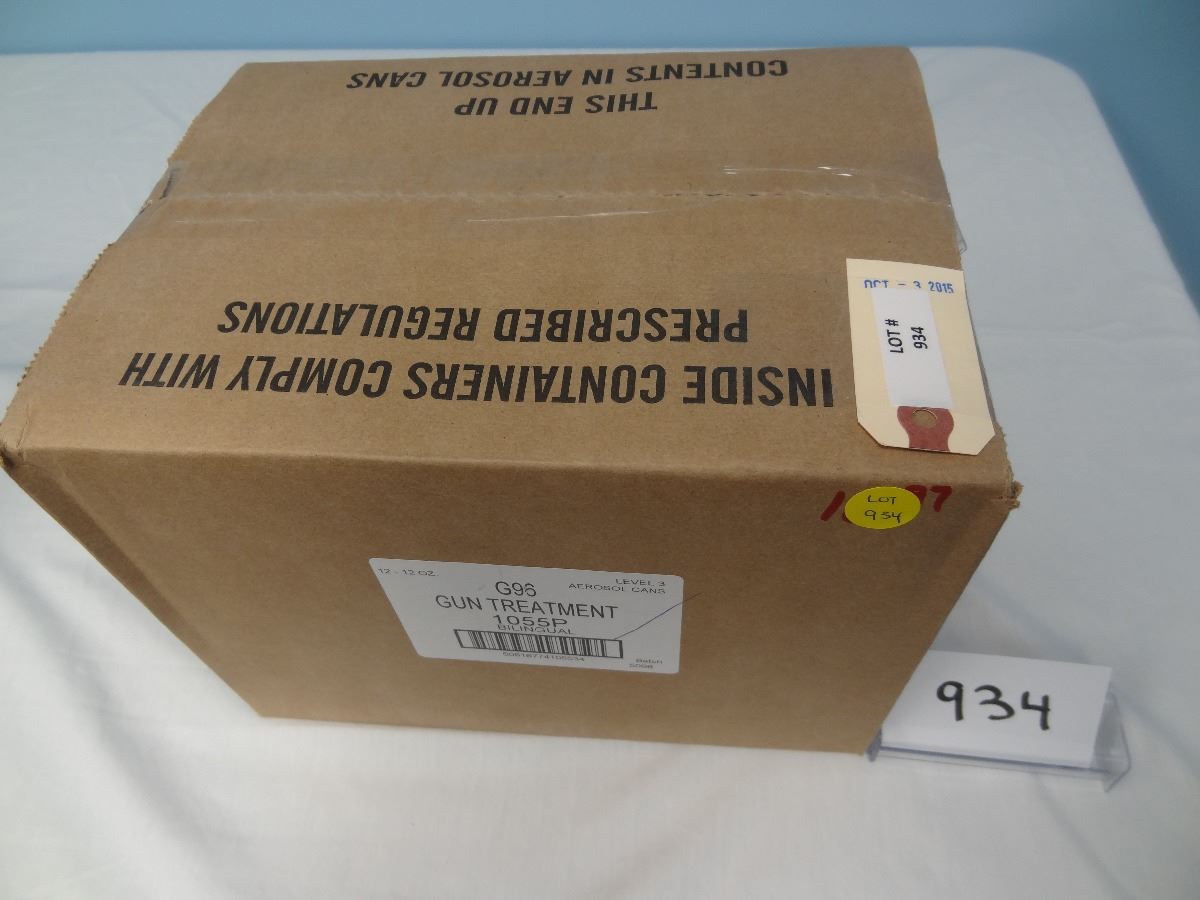 CONTENTS IN AEROSOL CANS
THIS END UP
INSIDE CONTAINERS COMPLY WITH
PRESCRIBED REGULATIONS
OCT - 3 2015
LOT #
934
LOT
934
12 - 12 OZ.
LEVEL 3
AEROSOL CANS
G96
GUN TREATMENT
1055P
BILINGUAL
Batch
934